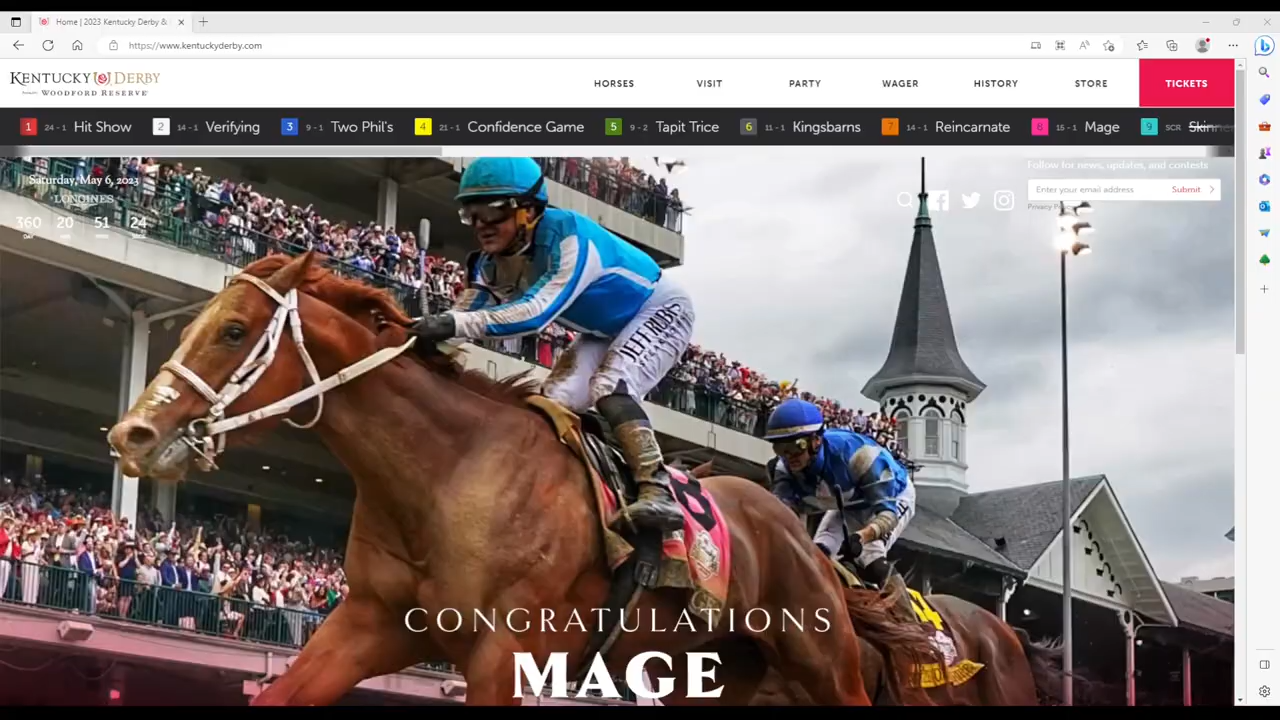 Home | 2023 Kentucky Derby &
https://www.kentuckyderby.com
KENTUCKY DERBY
WOODFORD RESERVE
HORSES VISIT PARTY WAGER HISTORY STORE TICKETS
1 24 - 1 Hit Show 2 14 - 1 Verifying 3 9 - 1 Two Phil's 4 21 - 1 Confidence Game 5 9 - 2 Tapit Trice 6 11 - 1 Kingsbarns 7 14 - 1 Reincarnate 8 15 - 1 Mage 9 SCR Skinner
Saturday, May 6, 2023
LONGINES
360 20 51 24
Follow for news, updates, and contests
Enter your email address Submit
Privacy
JEFF RUBY'S
CONGRATULATIONS
MAGE